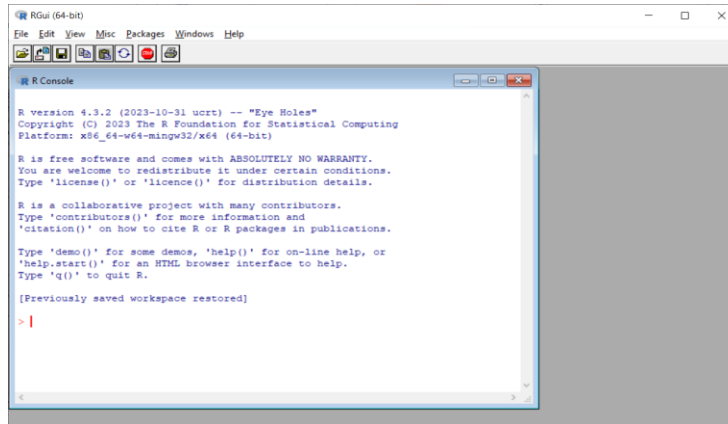 RGui (64-bit)
File Edit View Misc Packages Windows Help
R Console
R version 4.3.2 (2023-10-31 ucrt) -- "Eye Holes"
Copyright (C) 2023 The R Foundation for Statistical Computing
Platform: x86_64-w64-mingw32/x64 (64-bit)
R is free software and comes with ABSOLUTELY NO WARRANTY.
You are welcome to redistribute it under certain conditions.
Type 'license()' or 'licence()' for distribution details.
R is a collaborative project with many contributors.
Type 'contributors()' for more information and
'citation()' on how to cite R or R packages in publications.
Type 'demo()' for some demos, 'help()' for on-line help, or
'help.start()' for an HTML browser interface to help.
Type 'q()' to quit R.
[Previously saved workspace restored]
>